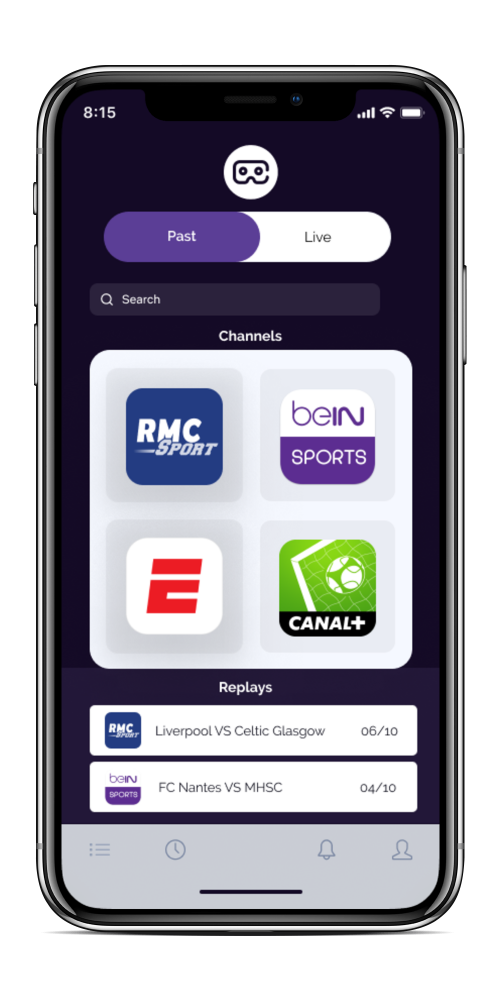 8:15
Past
Live
Search
Channels
RMC
SPORT
beIN
SPORTS
E
CANAL+
Replays
RMC
SPORT
Liverpool VS Celtic Glasgow
06/10
beIN
SPORTS
FC Nantes VS MHSC
04/10